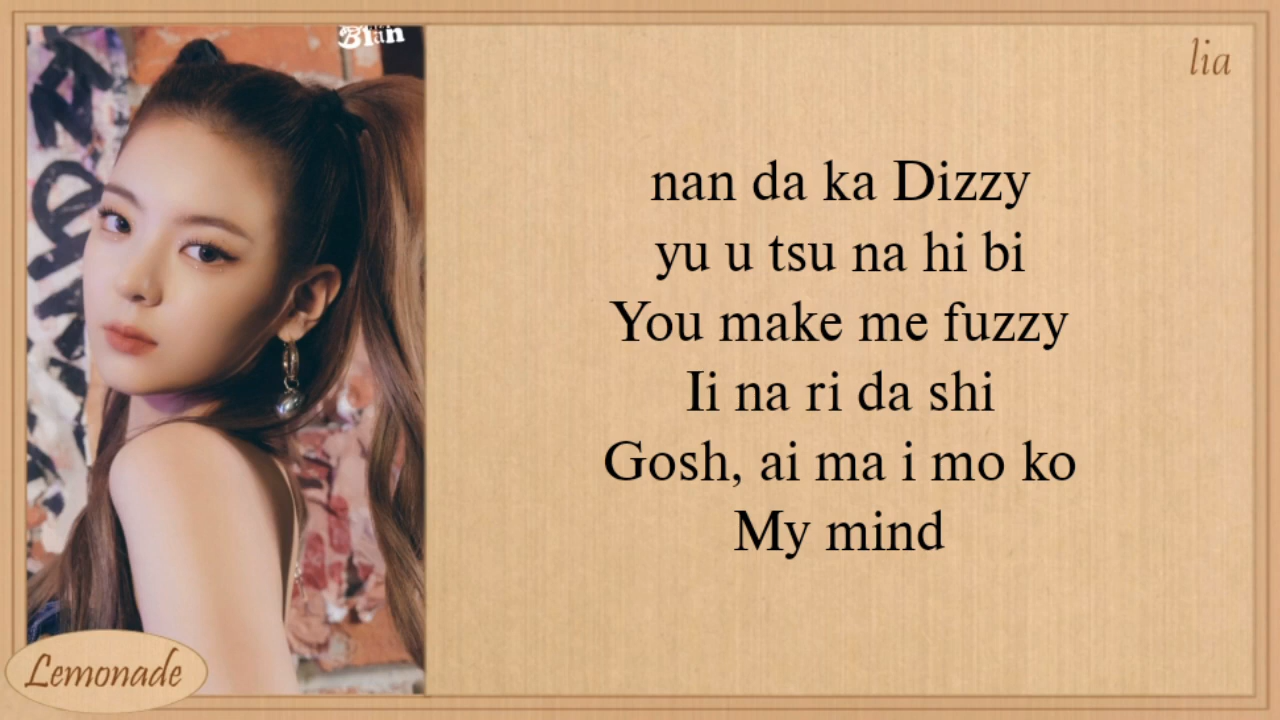 Blan
lia
nan da ka Dizzy
yu u tsu na hi bi
You make me fuzzy
Ii na ri da shi
Gosh, ai ma i mo ko
My mind
Lemonade